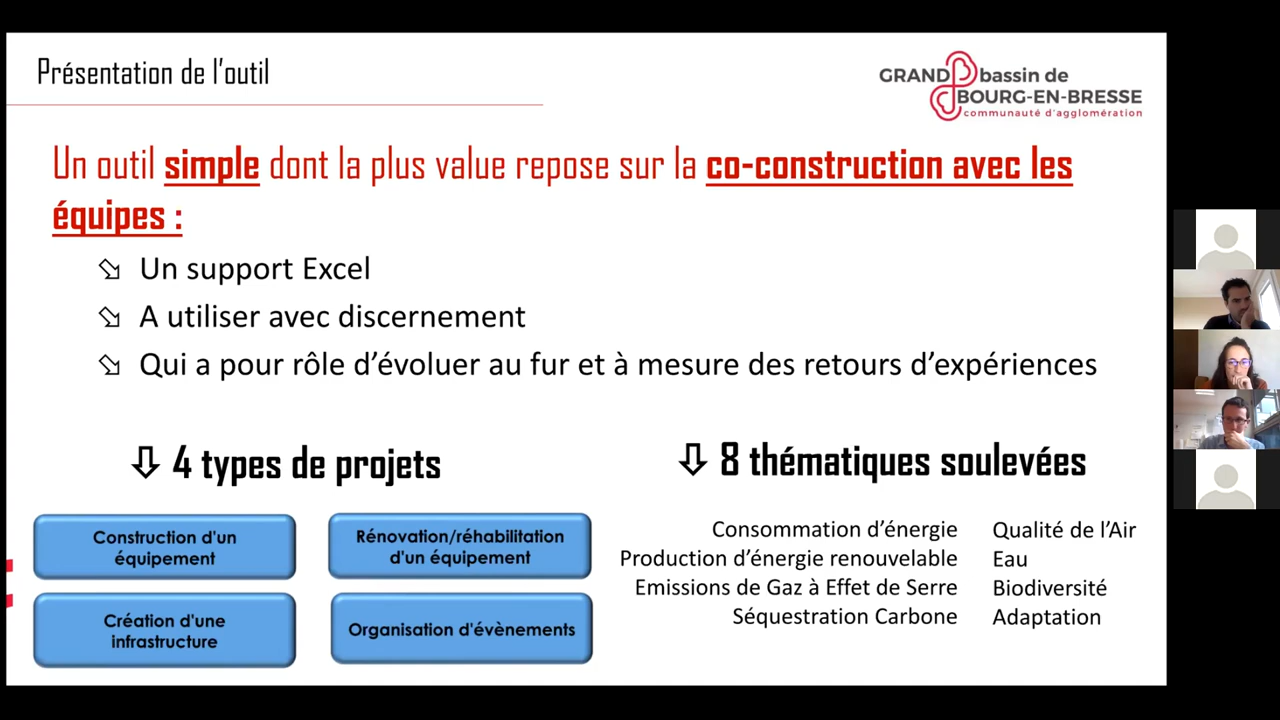 Présentation de l'outil
GRAND bassin de
BOURG-EN-BRESSE
communauté d'agglomération
Un outil simple dont la plus value repose sur la co-construction avec les
équipes :
Un support Excel
A utiliser avec discernement
Qui a pour rôle d'évoluer au fur et à mesure des retours d'expériences
4 types de projets
Construction d'un
équipement
Rénovation/réhabilitation
d'un équipement
Création d'une
infrastructure
Organisation d'évènements
8 thématiques soulevées
Consommation d'énergie
Production d'énergie renouvelable
Emissions de Gaz à Effet de Serre
Séquestration Carbone
Qualité de l'Air
Eau
Biodiversité
Adaptation